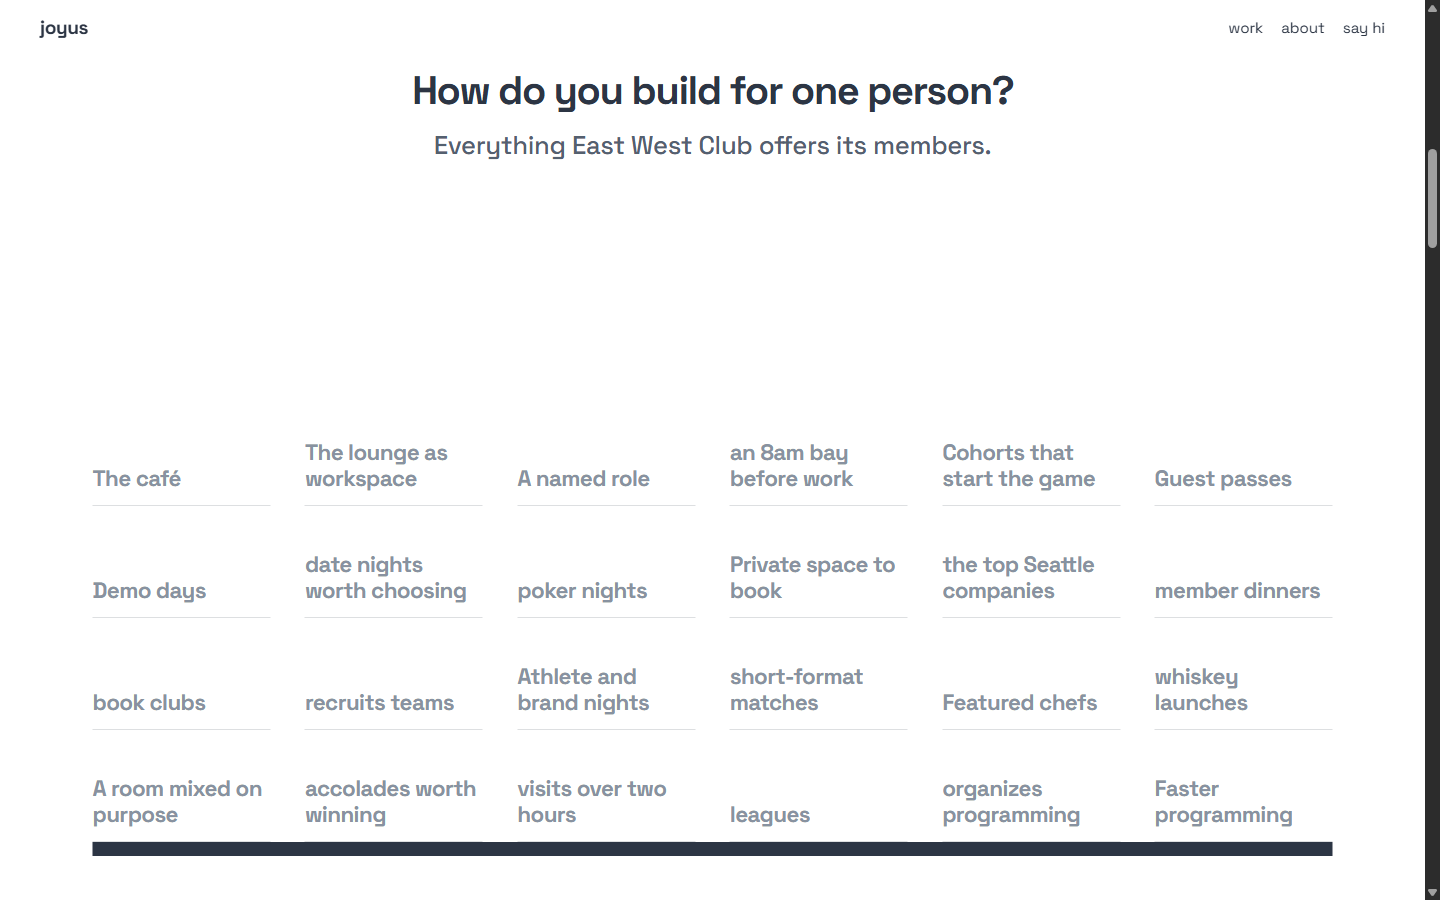 joyus
work about say hi
How do you build for one person?
Everything East West Club offers its members.
The café
The lounge as
workspace
A named role
an 8am bay
before work
Cohorts that
start the game
Guest passes
Demo days
date nights
worth choosing
poker nights
Private space to
book
the top Seattle
companies
member dinners
book clubs
recruits teams
Athlete and
brand nights
short-format
matches
Featured chefs
whiskey
launches
A room mixed on
purpose
accolades worth
winning
visits over two
hours
leagues
organizes
programming
Faster
programming